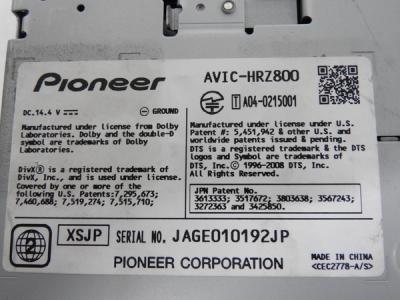 Pioneer
AVIC-HRZ800
DC.14.4 V
GROUND
T A04-0215001
Manufactured under license from Dolby
Laboratories. Dolby and the double-D
symbol are trademarks of Dolby
Laboratories.
DivX® is a registered trademark of
DivX, Inc., and is used under license.
Covered by one or more of the
following U.S. Patents:7,295,673;
7,460,688; 7,519,274; 7,515,710;
Manufactured under license under U.S.
Patent #: 5,451,942 & other U.S. and
worldwide patents issued & pending.
DTS is a registered trademark & the DTS
logos and Symbol are trademarks of
DTS, Inc. © 1996-2008 DTS, Inc. All
Rights Reserved.
JPN Patent No.
3613333; 3517672; 3803638; 3567243;
3272363 and 3425850.
2
XSJP
SERIAL NO. JAGE010192JP
PIONEER CORPORATION
MADE IN CHINA
<CEC2778-A/S>